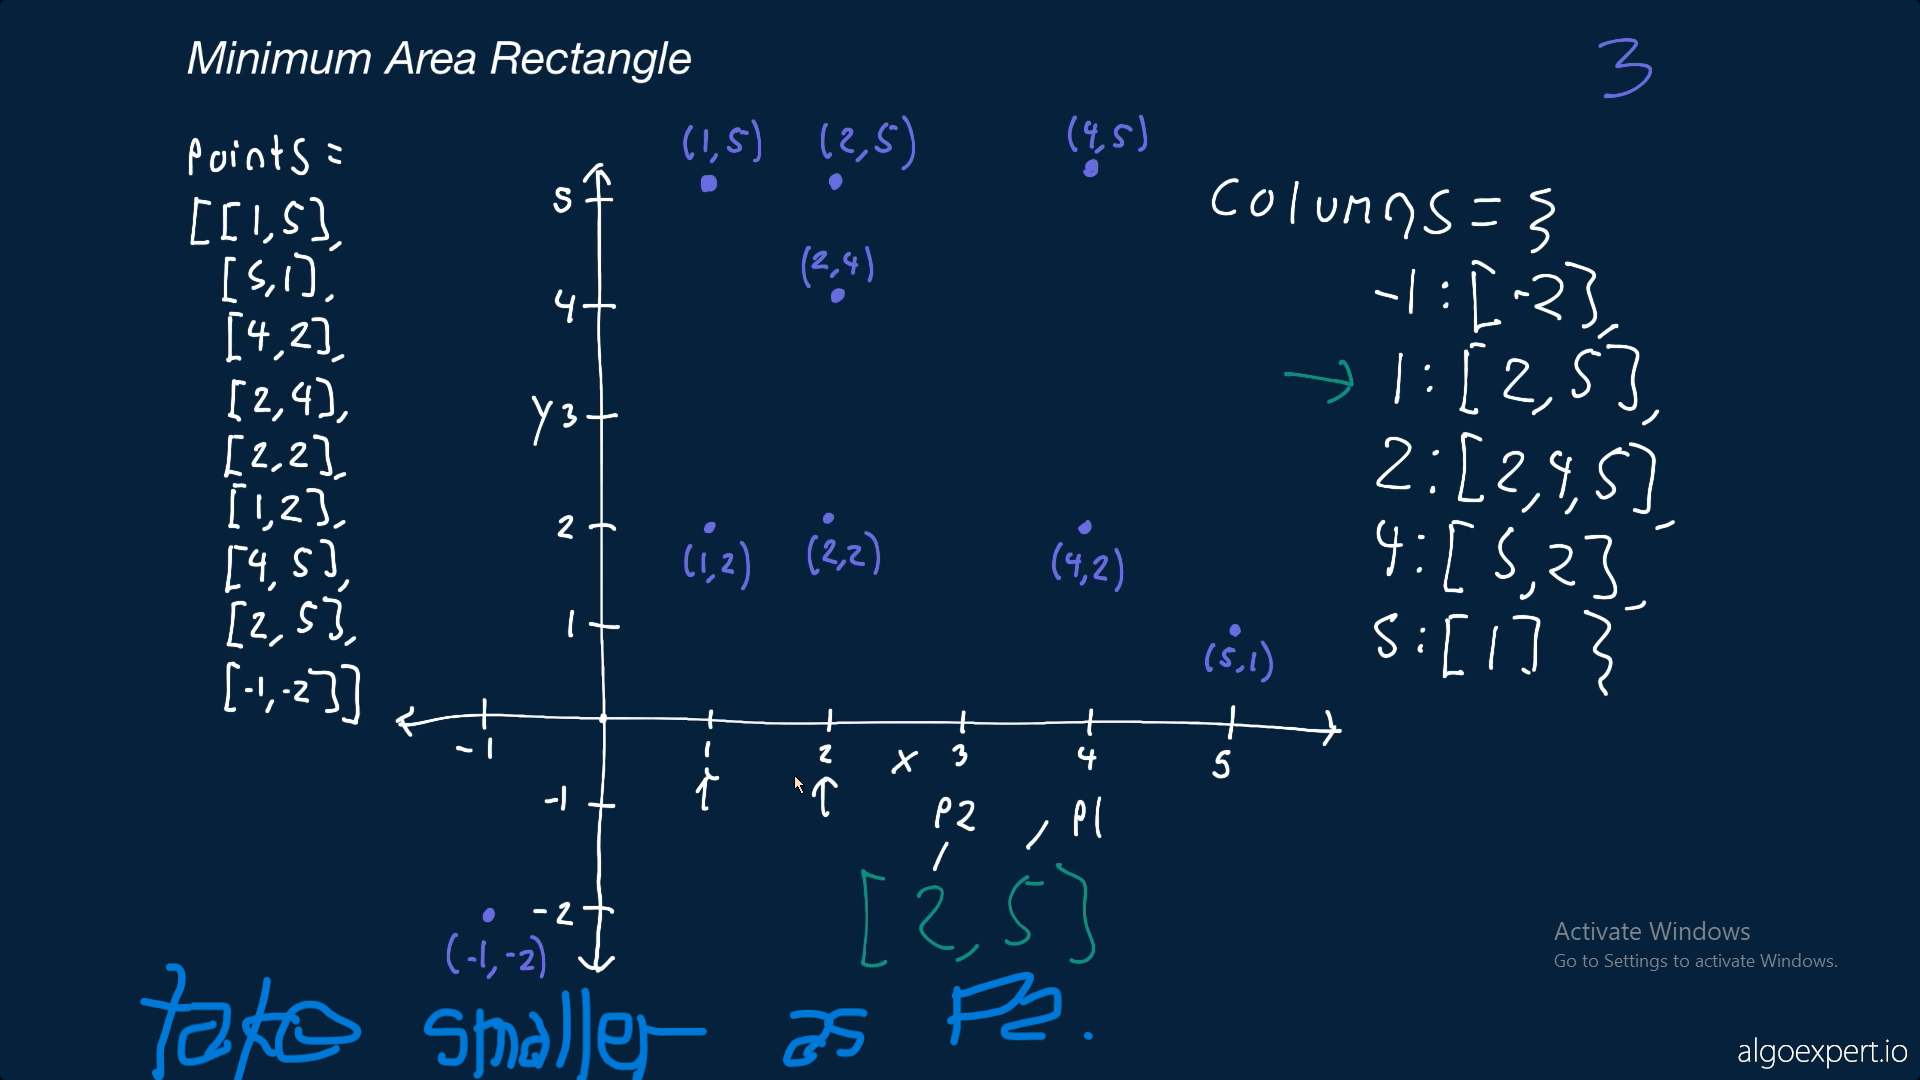 Minimum Area Rectangle
3
Points =
[[1,5],
[5,1],
[4,2],
[2,4],
[2,2],
[1,2],
[4,5],
[2,5],
[-1,-2]]
(1,5) (2,5) (4,5)
5
(2,4)
4
y 3
2
(1,2) (2,2) (4,2)
1
(5,1)
-1 1 2 x 3 4 5
-1
P2 , P1
[2,5]
-2
(-1,-2)
Columns = {
-1:[-2],
1:[2,5],
2:[2,4,5],
4:[5,2],
5:[1] }
take smaller as P2.
Activate Windows
Go to Settings to activate Windows.
algoexpert.io